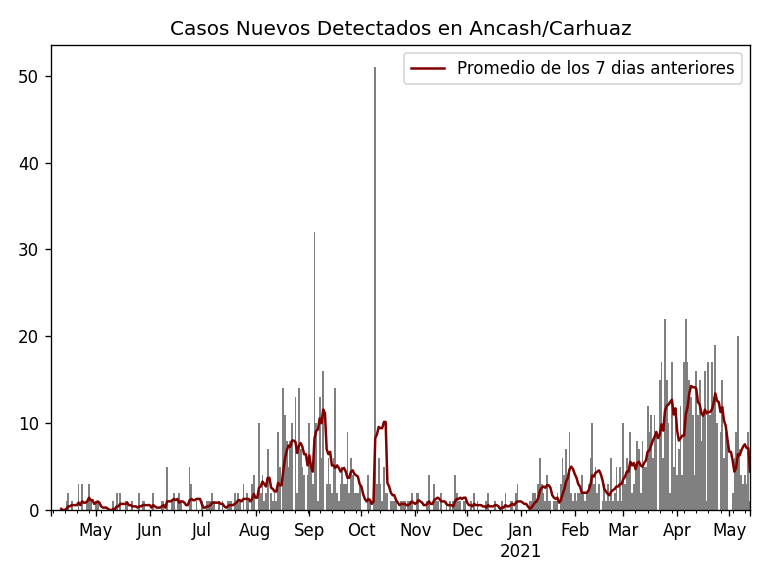 Casos Nuevos Detectados en Ancash/Carhuaz
Promedio de los 7 dias anteriores
50
40
30
20
10
0
May Jun Jul Aug Sep Oct Nov Dec Jan Feb Mar Apr May
2021